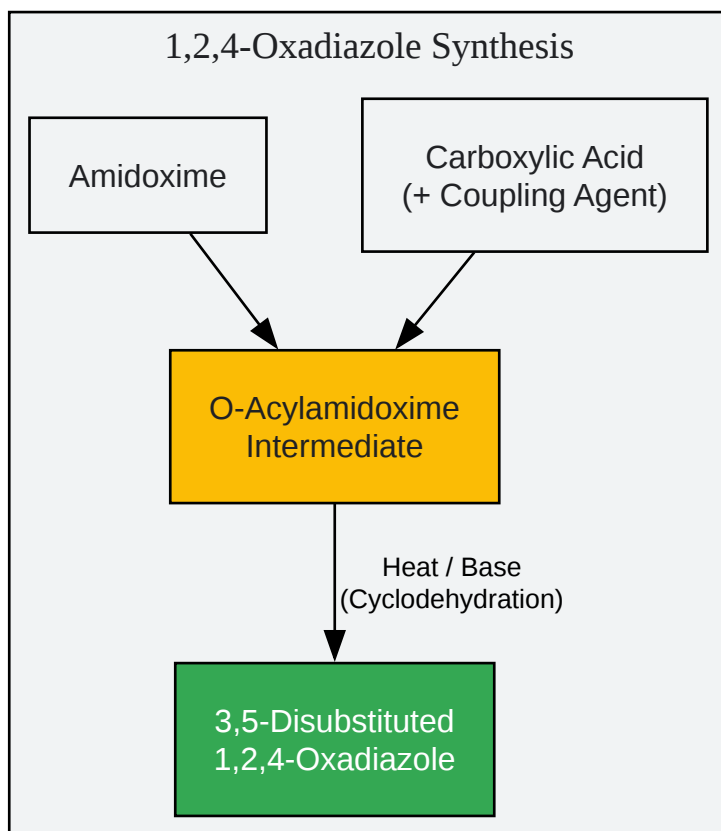 1,2,4-Oxadiazole Synthesis
Amidoxime
Carboxylic Acid
(+ Coupling Agent)
O-Acylamidoxime
Intermediate
Heat / Base
(Cyclodehydration)
3,5-Disubstituted
1,2,4-Oxadiazole